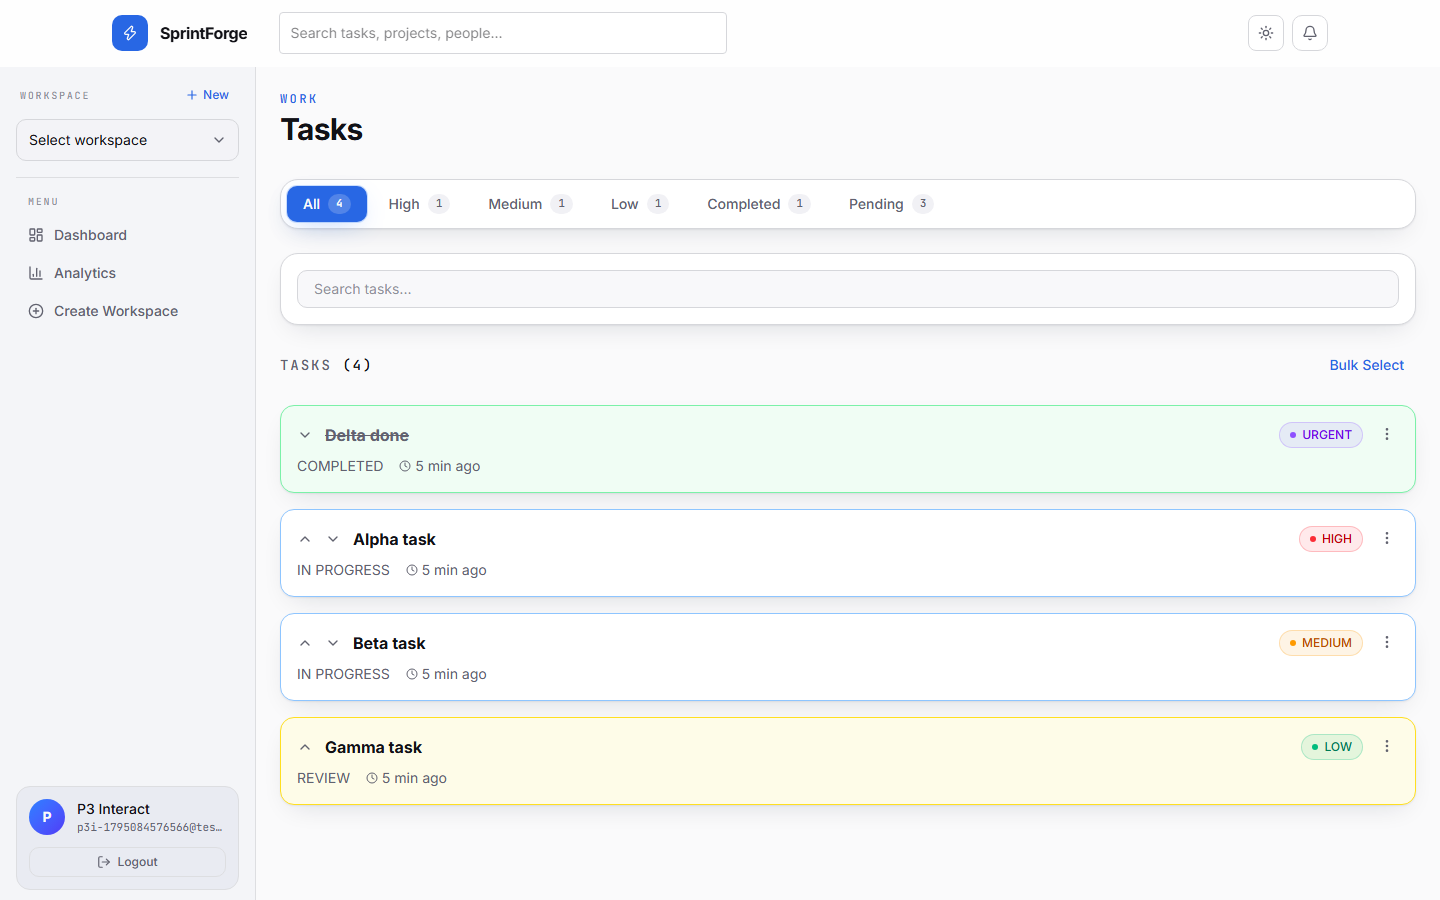 SprintForge
Search tasks, projects, people...
WORKSPACE
New
Select workspace
MENU
Dashboard
Analytics
Create Workspace
P
P3 Interact
p3i-1795084576566@tes…
Logout
WORK
Tasks
All 4 High 1 Medium 1 Low 1 Completed 1 Pending 3
Search tasks...
TASKS (4)
Bulk Select
Delta done
URGENT
COMPLETED 5 min ago
Alpha task
HIGH
IN PROGRESS 5 min ago
Beta task
MEDIUM
IN PROGRESS 5 min ago
Gamma task
LOW
REVIEW 5 min ago